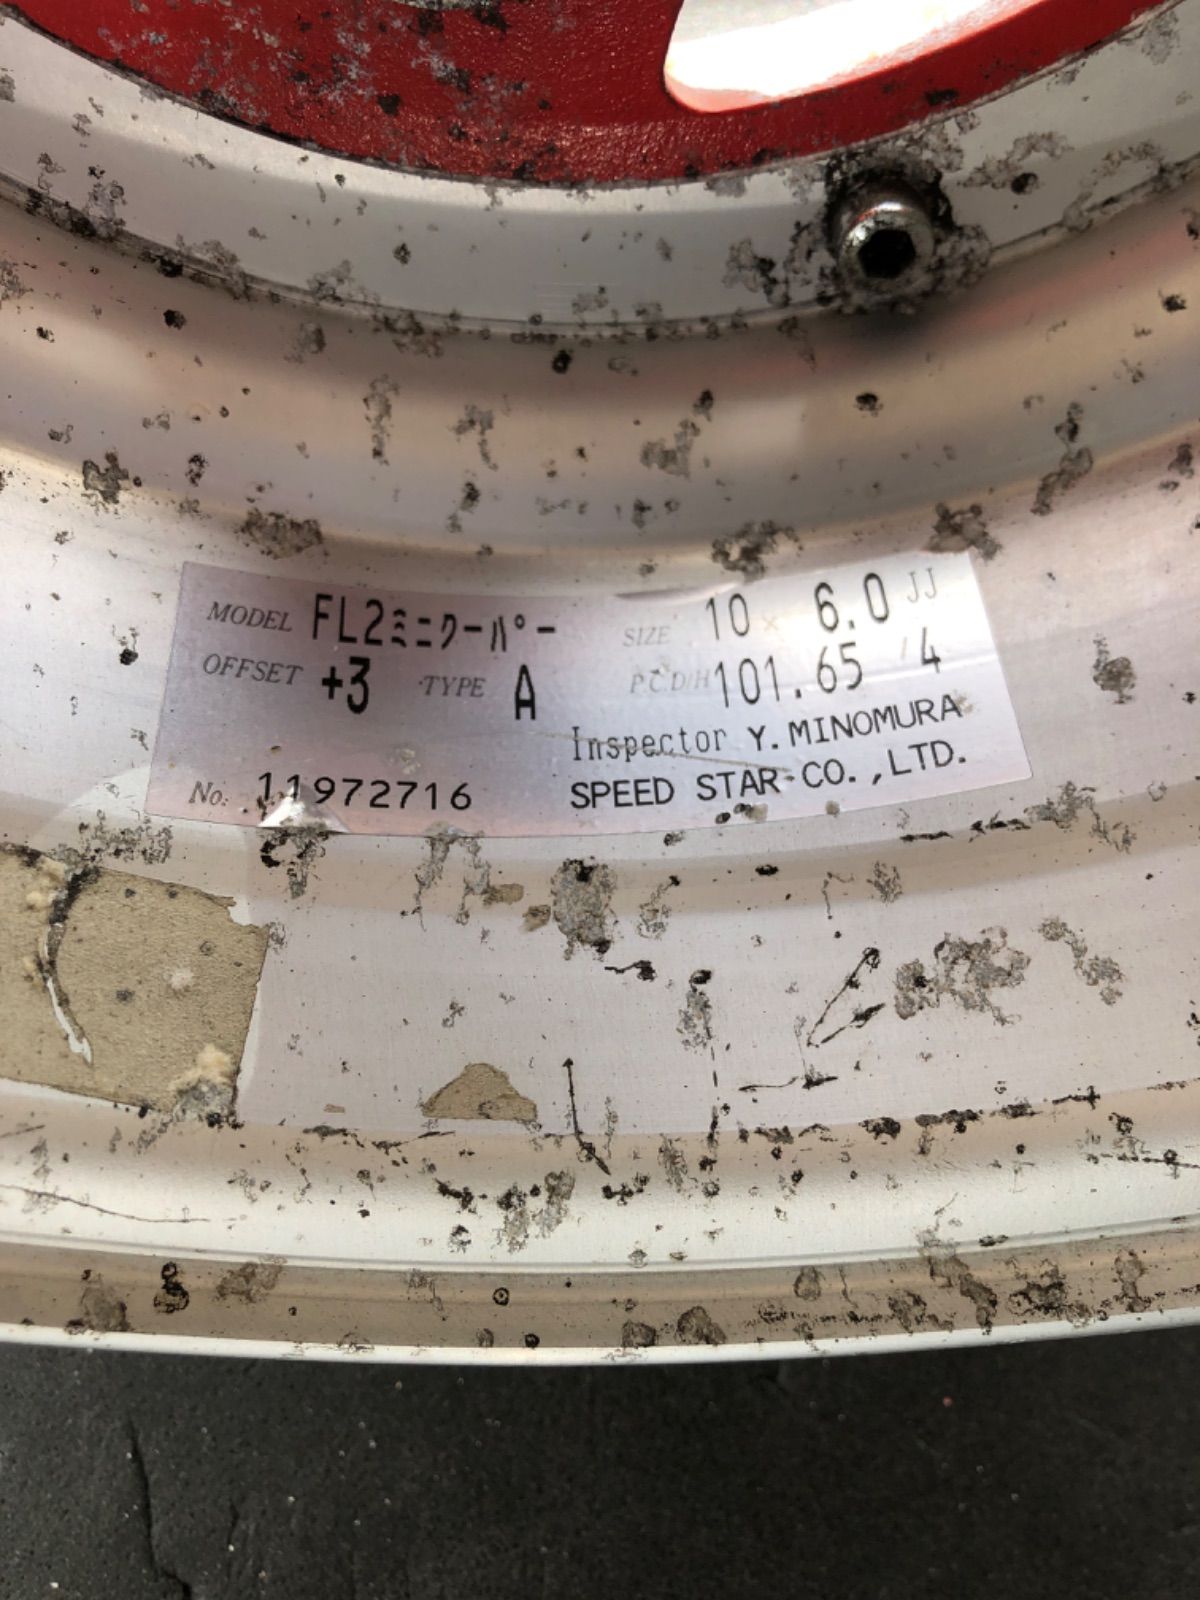 MODEL FL2ミニクーパー SIZE 10 × 6.0 JJ
OFFSET +3 TYPE A P.C.D/H 101.65 / 4
Inspector Y. MINOMURA
No. 11972716 SPEED STAR CO.,LTD.